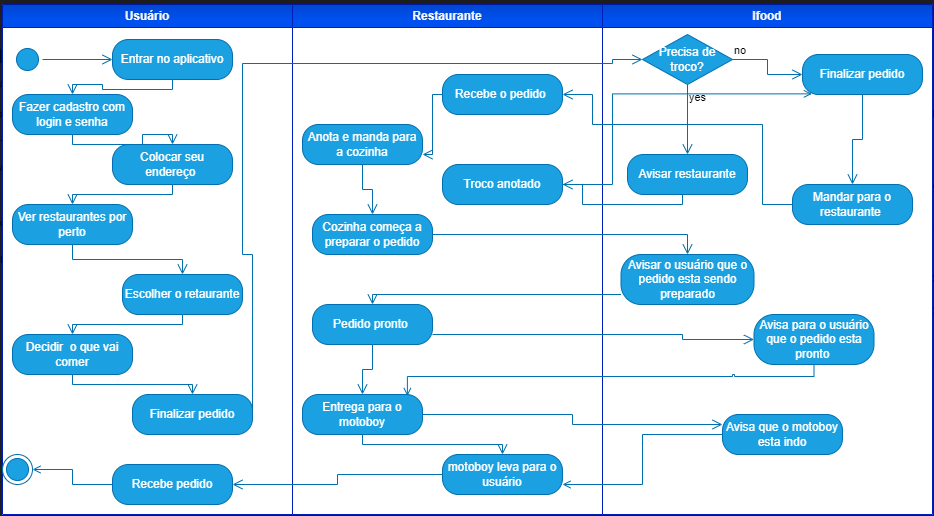 Usuário
Restaurante
Ifood
Entrar no aplicativo
Fazer cadastro com
login e senha
Colocar seu
endereço
Ver restaurantes por
perto
Escolher o retaurante
Decidir o que vai
comer
Finalizar pedido
Recebe pedido
Recebe o pedido
Anota e manda para
a cozinha
Troco anotado
Cozinha começa a
preparar o pedido
Pedido pronto
Entrega para o
motoboy
motoboy leva para o
usuário
Precisa de
troco?
no
yes
Finalizar pedido
Avisar restaurante
Mandar para o
restaurante
Avisar o usuário que o
pedido esta sendo
preparado
Avisa para o usuário
que o pedido esta
pronto
Avisa que o motoboy
esta indo